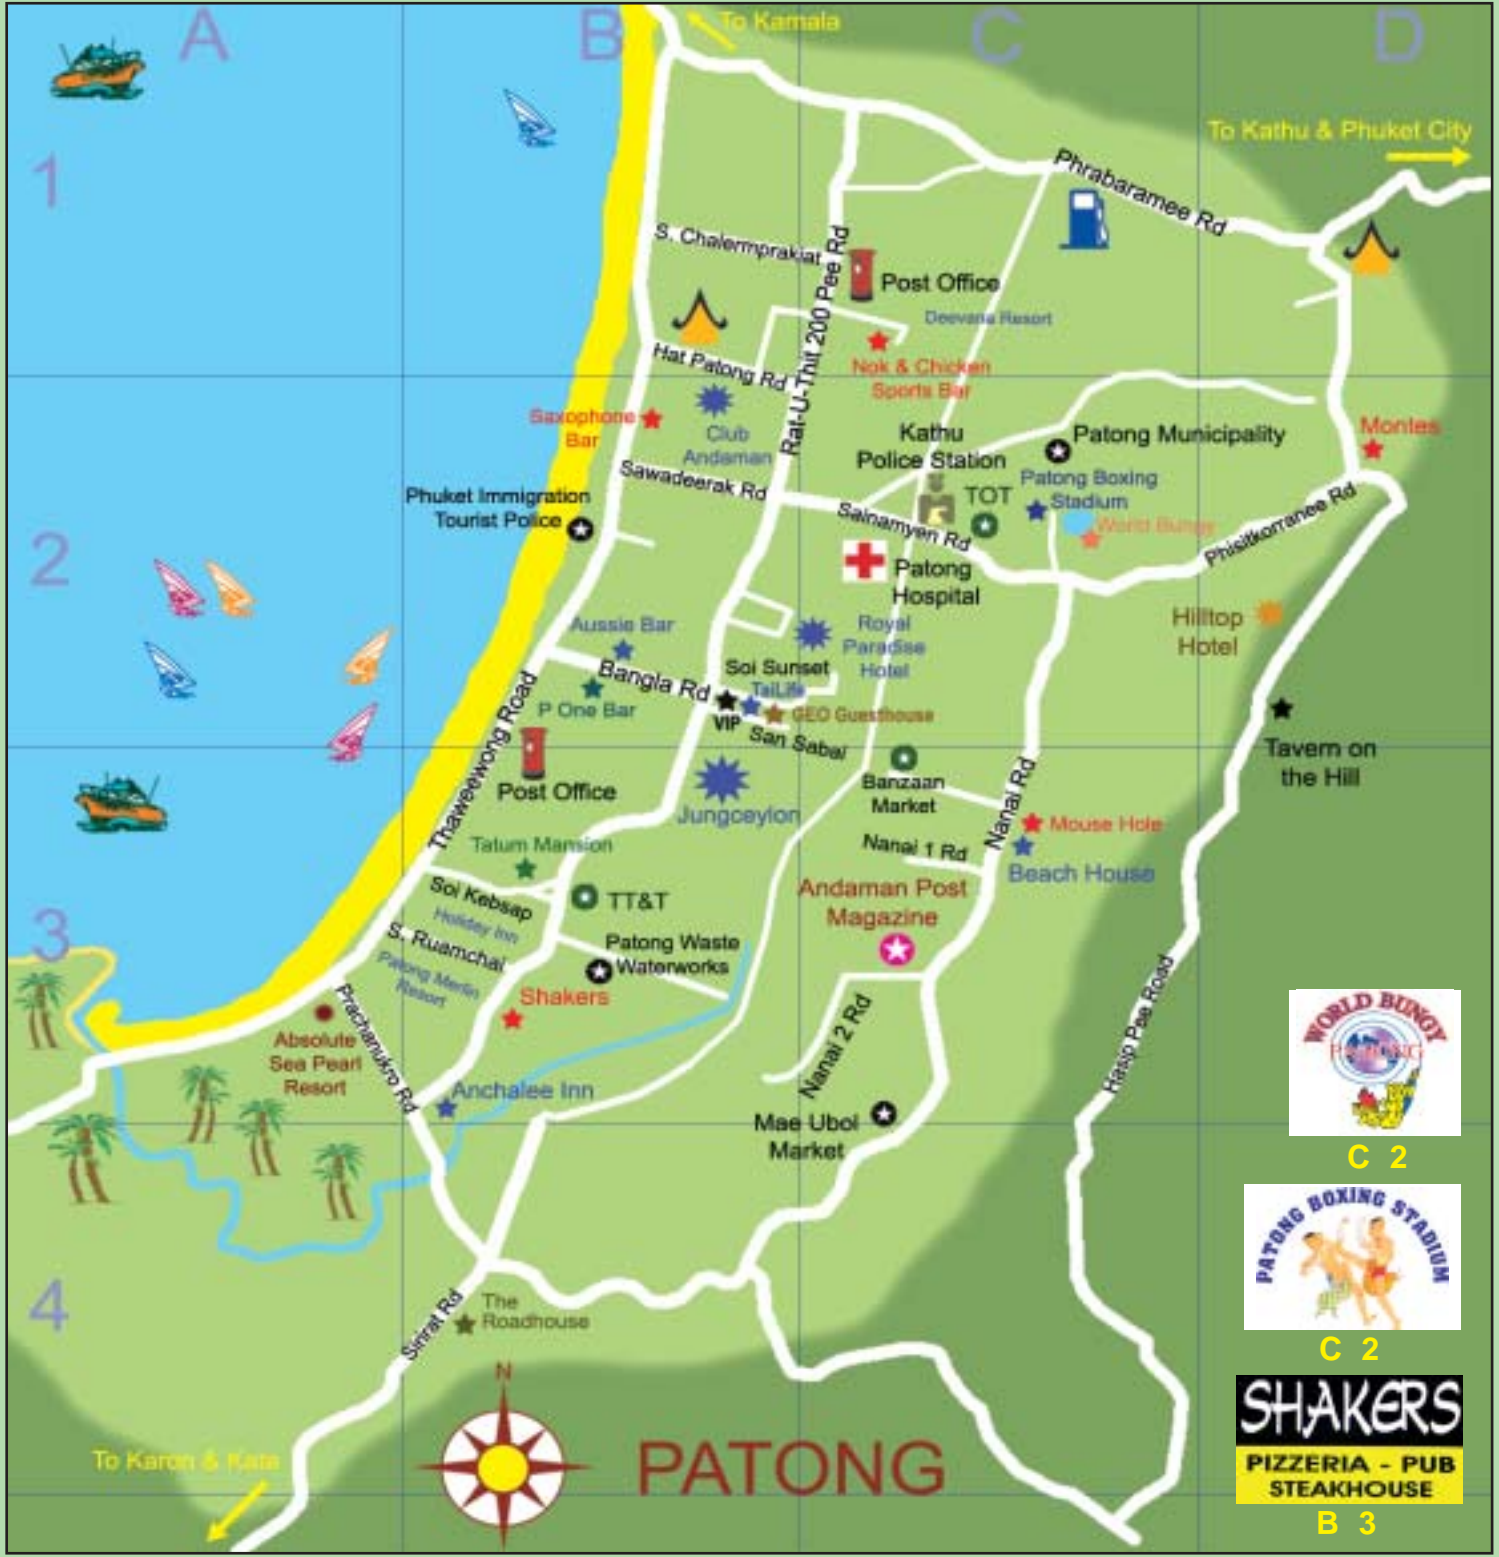 A
B
C
D
To Kamala
To Kathu & Phuket City
1
Phrabaramee Rd
S. Chalermprakiat
Rat-U-Thit 200 Pee Rd
Post Office
Deevana Resort
Hat Patong Rd
Nok & Chicken
Sports Bar
Saxophone
Bar
Club
Andaman
Kathu
Police Station
Patong Municipality
Montes
Sawadeerak Rd
Patong Boxing
Stadium
Phuket Immigration
Tourist Police
TOT
Sainamyen Rd
World Bungy
Phisitkorranee Rd
2
Patong
Hospital
Aussie Bar
Royal
Paradise
Hotel
Hilltop
Hotel
Soi Sunset
Bangla Rd
TaiLife
P One Bar
VIP
GEO Guesthouse
San Sabai
Thaweewong Road
Tavern on
the Hill
Post Office
Jungceylon
Banzaan
Market
Nanai Rd
Mouse Hole
Tatum Mansion
Nanai 1 Rd
Beach House
Soi Kebsap
TT&T
Andaman Post
Magazine
3
Holiday Inn
S. Ruamchai
Patong Waste
Waterworks
Patong Merlin
Resort
Shakers
Prachanukro Rd
Nanai 2 Rd
Hasip Pee Road
Absolute
Sea Pearl
Resort
Anchalee Inn
Mae Ubol
Market
WORLD BUNGY
PATONG
C 2
PATONG BOXING STADIUM
C 2
4
The
Roadhouse
Sirirat Rd
N
SHAKERS
PIZZERIA - PUB
STEAKHOUSE
B 3
To Karon & Kata
PATONG